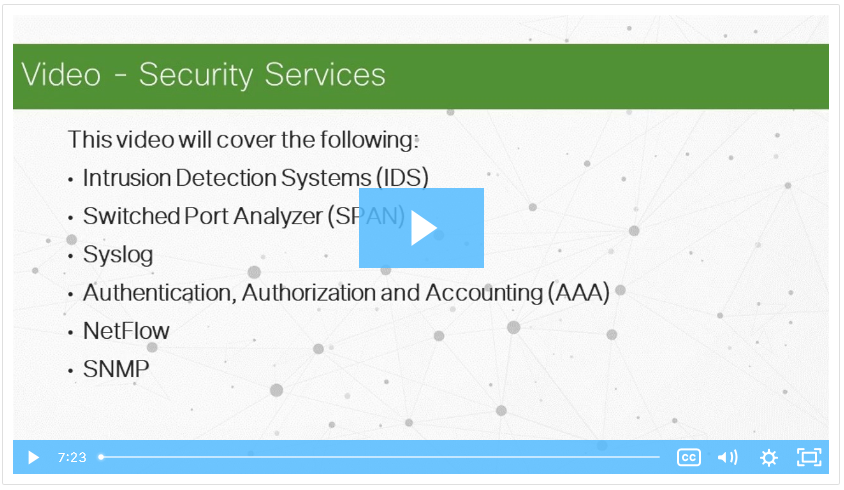 Video - Security Services
This video will cover the following:
• Intrusion Detection Systems (IDS)
• Switched Port Analyzer (SPAN)
• Syslog
• Authentication, Authorization and Accounting (AAA)
• NetFlow
• SNMP
7:23
CC